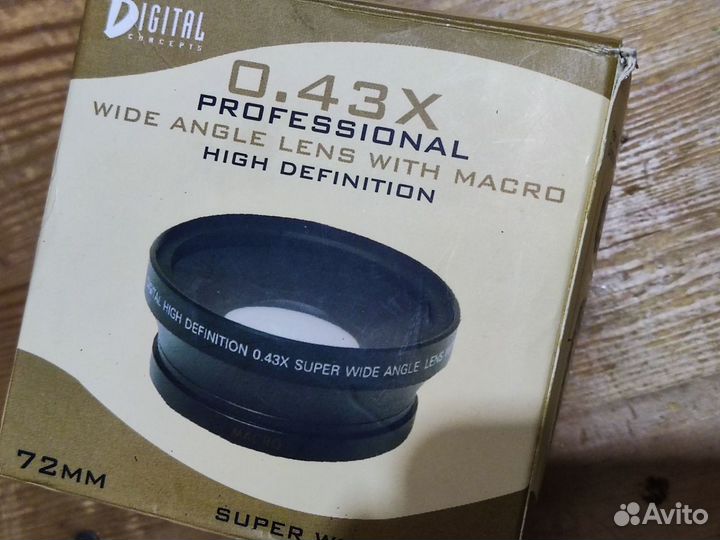 DIGITAL
CONCEPTS
0.43X
PROFESSIONAL
WIDE ANGLE LENS WITH MACRO
HIGH DEFINITION
DIGITAL HIGH DEFINITION 0.43X SUPER WIDE ANGLE LENS
MACRO
72MM
SUPER W
Avito